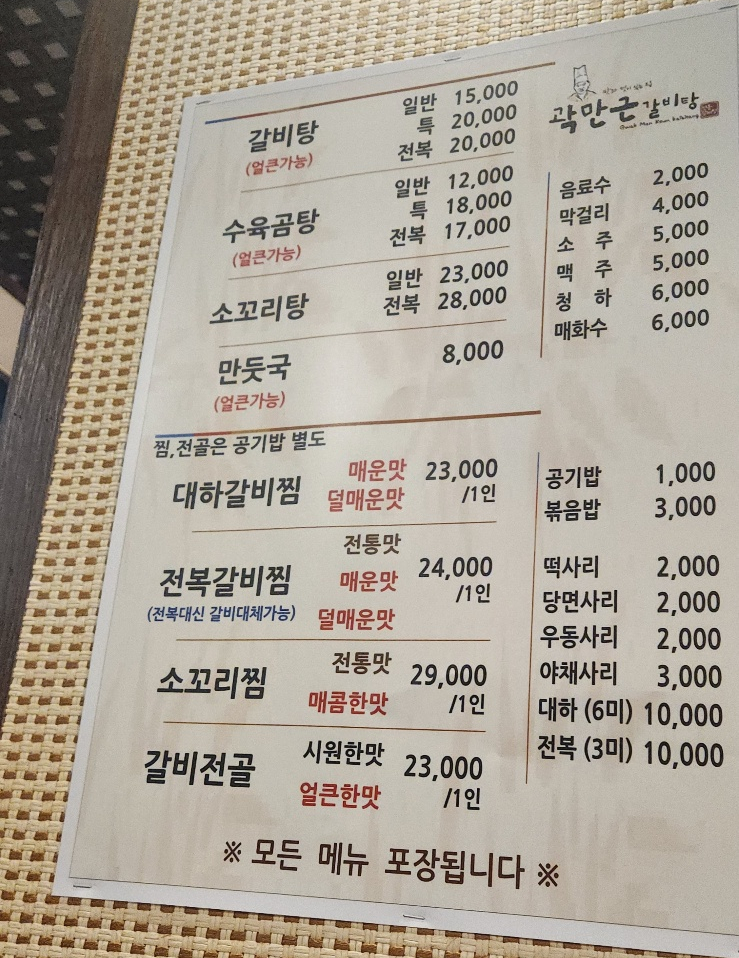 갈비탕 일반 15,000
(얼큰가능) 특 20,000
전복 20,000
수육곰탕 일반 12,000
(얼큰가능) 특 18,000
전복 17,000
소꼬리탕 일반 23,000
전복 28,000
만둣국 8,000
(얼큰가능)
곽만근갈비탕
음료수 2,000
막걸리 4,000
소 주 5,000
맥 주 5,000
청 하 6,000
매화수 6,000
찜,전골은 공기밥 별도
대하갈비찜 매운맛 23,000
덜매운맛 /1인
전통맛
전복갈비찜 매운맛 24,000
(전복대신 갈비대체가능) 덜매운맛 /1인
소꼬리찜 전통맛 29,000
매콤한맛 /1인
갈비전골 시원한맛 23,000
얼큰한맛 /1인
공기밥 1,000
볶음밥 3,000
떡사리 2,000
당면사리 2,000
우동사리 2,000
야채사리 3,000
대하 (6미) 10,000
전복 (3미) 10,000
※ 모든 메뉴 포장됩니다 ※